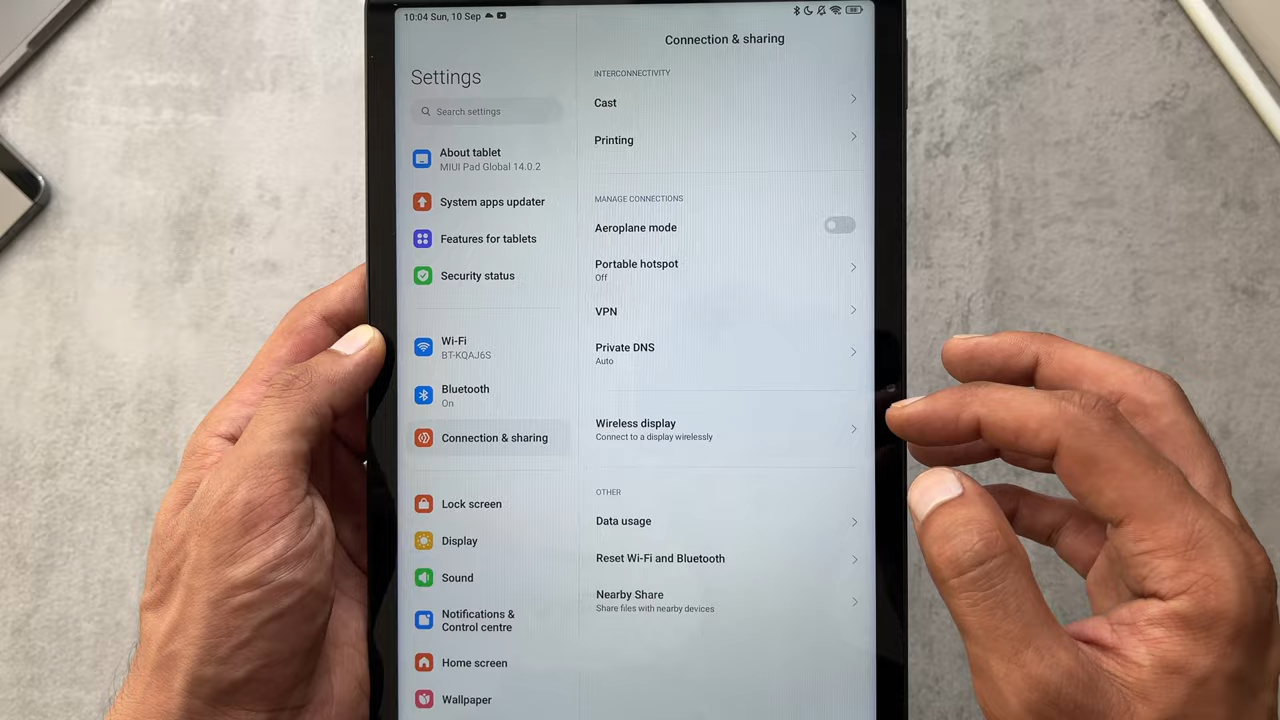 10:04 Sun, 10 Sep
Settings
Search settings
About tablet
MIUI Pad Global 14.0.2
System apps updater
Features for tablets
Security status
Wi-Fi
BT-KQAJ6S
Bluetooth
On
Connection & sharing
Lock screen
Display
Sound
Notifications &
Control centre
Home screen
Wallpaper
Connection & sharing
INTERCONNECTIVITY
Cast
Printing
MANAGE CONNECTIONS
Aeroplane mode
Portable hotspot
Off
VPN
Private DNS
Auto
Wireless display
Connect to a display wirelessly
OTHER
Data usage
Reset Wi-Fi and Bluetooth
Nearby Share
Share files with nearby devices